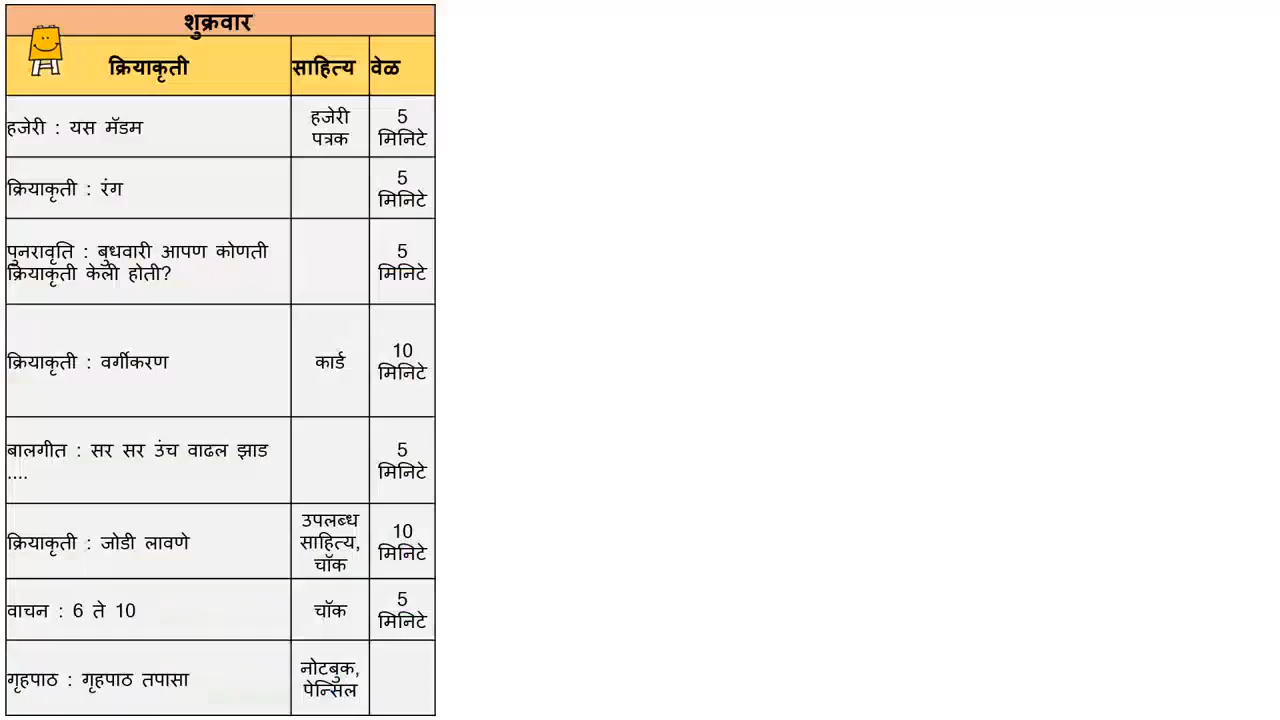 शुक्रवार
क्रियाकृती साहित्य वेळ
हजेरी : यस मॅडम
हजेरी
पत्रक
5
मिनिटे
क्रियाकृती : रंग
5
मिनिटे
पुनरावृति : बुधवारी आपण कोणती
क्रियाकृती केली होती?
5
मिनिटे
क्रियाकृती : वर्गीकरण
कार्ड
10
मिनिटे
बालगीत : सर सर उंच वाढल झाड
....
5
मिनिटे
क्रियाकृती : जोडी लावणे
उपलब्ध
साहित्य,
चॉक
10
मिनिटे
वाचन : 6 ते 10
चॉक
5
मिनिटे
गृहपाठ : गृहपाठ तपासा
नोटबुक,
पेन्सिल